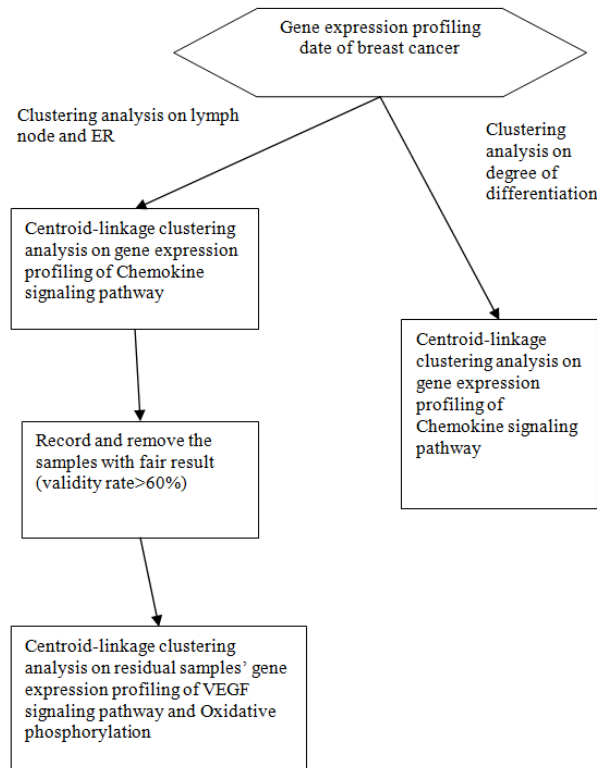 Gene expression profiling
date of breast cancer
Clustering analysis on lymph
node and ER
Clustering
analysis on
degree of
differentiation
Centroid-linkage clustering
analysis on gene expression
profiling of Chemokine
signaling pathway
Centroid-linkage
clustering analysis on
gene expression
profiling of
Chemokine signaling
pathway
Record and remove the
samples with fair result
(validity rate>60%)
Centroid-linkage clustering
analysis on residual samples’ gene
expression profiling of VEGF
signaling pathway and Oxidative
phosphorylation